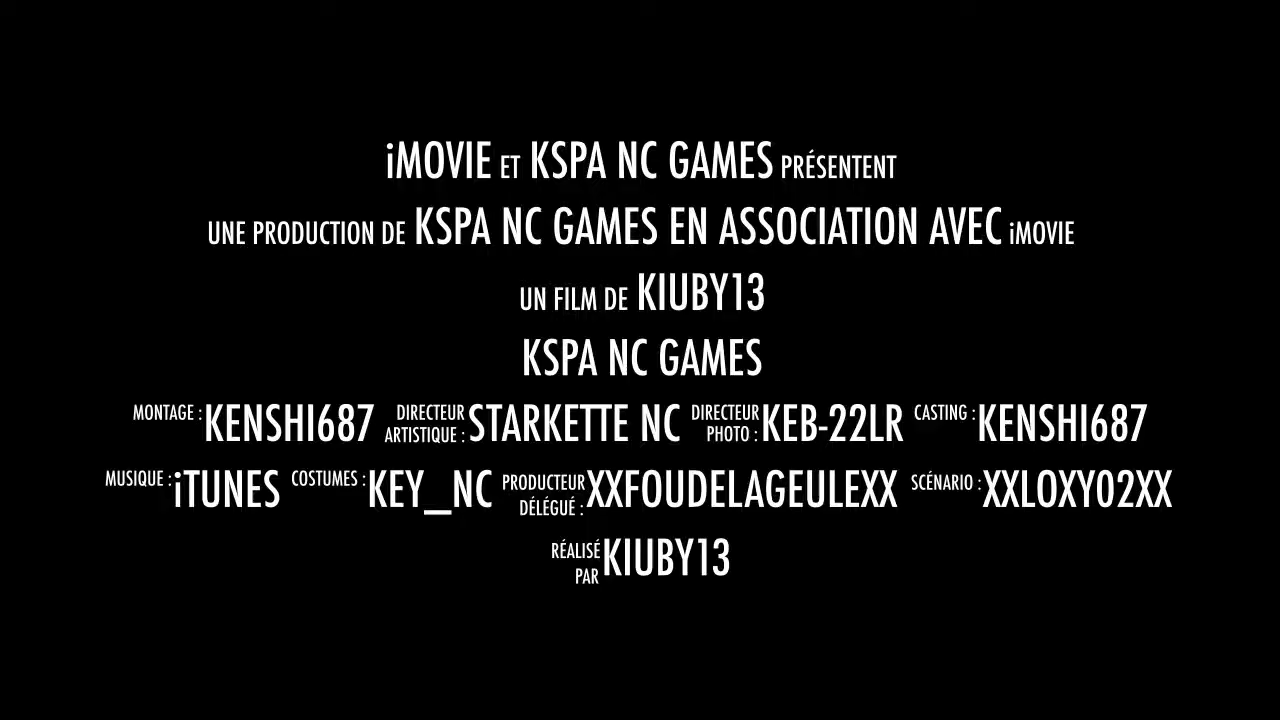 iMOVIE ET KSPA NC GAMES PRÉSENTENT
UNE PRODUCTION DE KSPA NC GAMES EN ASSOCIATION AVEC iMOVIE
UN FILM DE KIUBY13
KSPA NC GAMES
MONTAGE : KENSHI687 DIRECTEUR ARTISTIQUE : STARKETTE NC DIRECTEUR PHOTO : KEB-22LR CASTING : KENSHI687
MUSIQUE : iTUNES COSTUMES : KEY_NC PRODUCTEUR DÉLÉGUÉ : XXFOUDELAGEULEXX SCÉNARIO : XXLOXY02XX
RÉALISÉ PAR KIUBY13